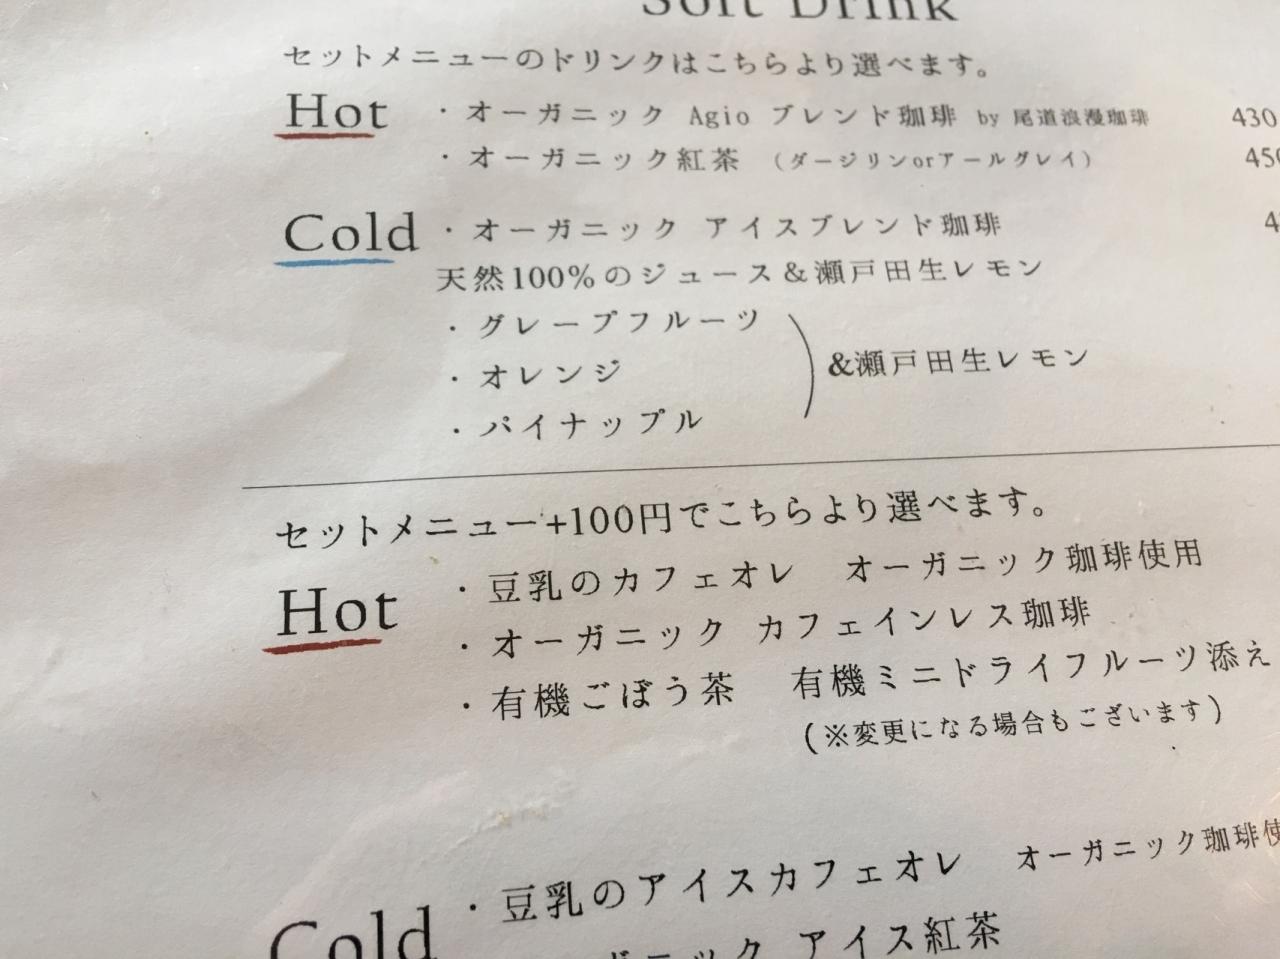 Soft Drink
セットメニューのドリンクはこちらより選べます。
Hot ・オーガニック Agio ブレンド珈琲 by 尾道浪漫珈琲 430
・オーガニック紅茶 (ダージリンorアールグレイ) 450
Cold ・オーガニック アイスブレンド珈琲
天然100%のジュース&瀬戸田生レモン
・グレープフルーツ
・オレンジ &瀬戸田生レモン
・パイナップル
セットメニュー+100円でこちらより選べます。
Hot ・豆乳のカフェオレ オーガニック珈琲使用
・オーガニック カフェインレス珈琲
・有機ごぼう茶 有機ミニドライフルーツ添え
(※変更になる場合もございます)
Cold ・豆乳のアイスカフェオレ オーガニック珈琲使
ガニック アイス紅茶